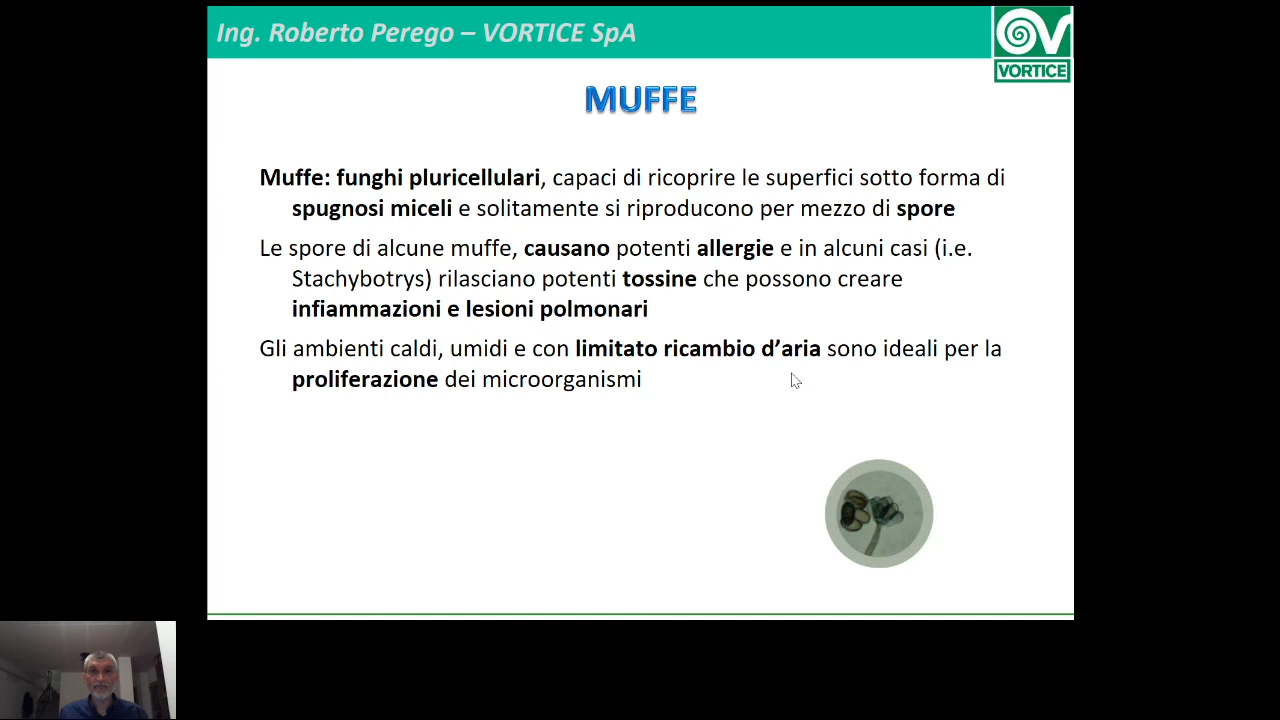 Ing. Roberto Perego – VORTICE SpA
VORTICE
MUFFE
Muffe: funghi pluricellulari, capaci di ricoprire le superfici sotto forma di
spugnosi miceli e solitamente si riproducono per mezzo di spore
Le spore di alcune muffe, causano potenti allergie e in alcuni casi (i.e.
Stachybotrys) rilasciano potenti tossine che possono creare
infiammazioni e lesioni polmonari
Gli ambienti caldi, umidi e con limitato ricambio d’aria sono ideali per la
proliferazione dei microorganismi